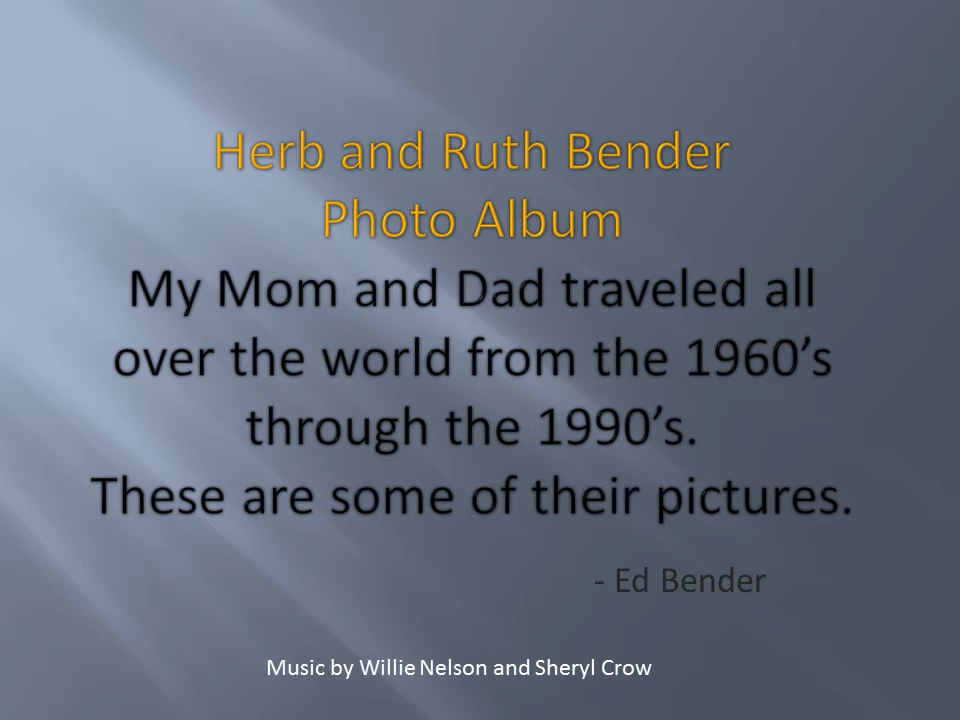 Herb and Ruth Bender
Photo Album
My Mom and Dad traveled all
over the world from the 1960’s
through the 1990’s.
These are some of their pictures.
- Ed Bender
Music by Willie Nelson and Sheryl Crow